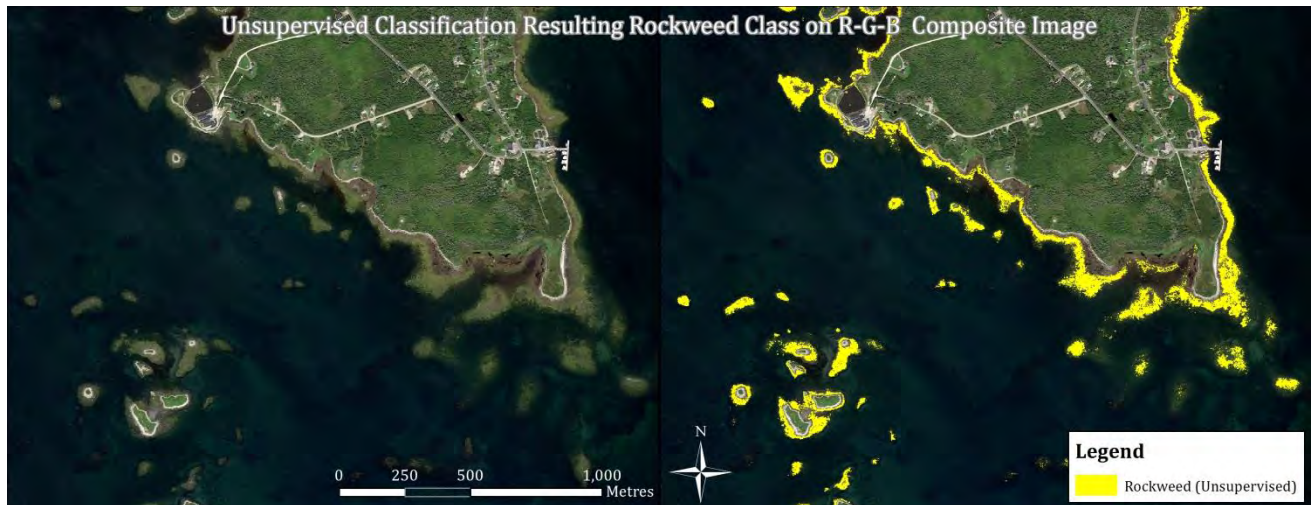 Unsupervised Classification Resulting Rockweed Class on R-G-B Composite Image
0 250 500 1,000
Metres
N
Legend
Rockweed (Unsupervised)